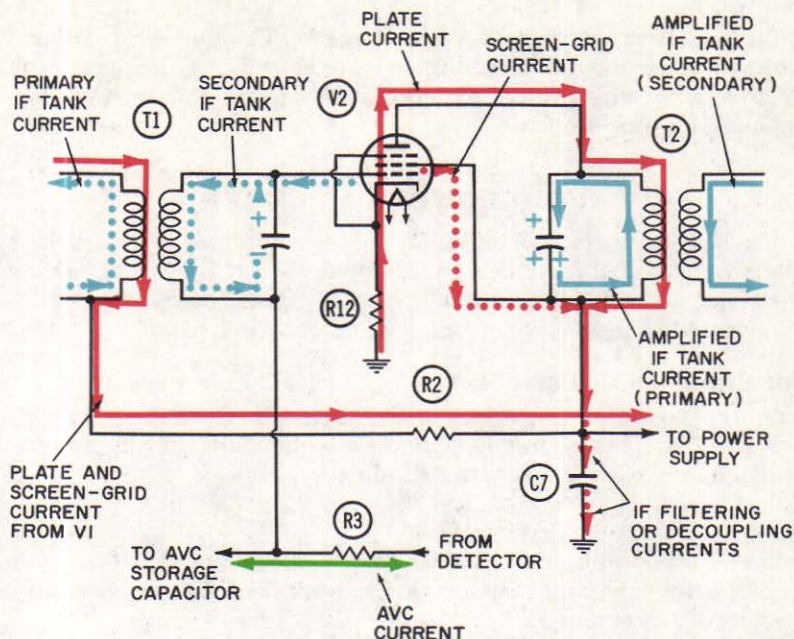 PLATE
CURRENT
SCREEN-GRID
CURRENT
AMPLIFIED
IF TANK
CURRENT
(SECONDARY)
PRIMARY
IF TANK
CURRENT
SECONDARY
IF TANK
CURRENT
V2
T1
T2
+
−
+
+
+
+
R12
AMPLIFIED
IF TANK
CURRENT
(PRIMARY)
R2
TO POWER
SUPPLY
PLATE AND
SCREEN-GRID
CURRENT
FROM V1
C7
IF FILTERING
OR DECOUPLING
CURRENTS
R3
TO AVC
STORAGE
CAPACITOR
FROM
DETECTOR
AVC
CURRENT